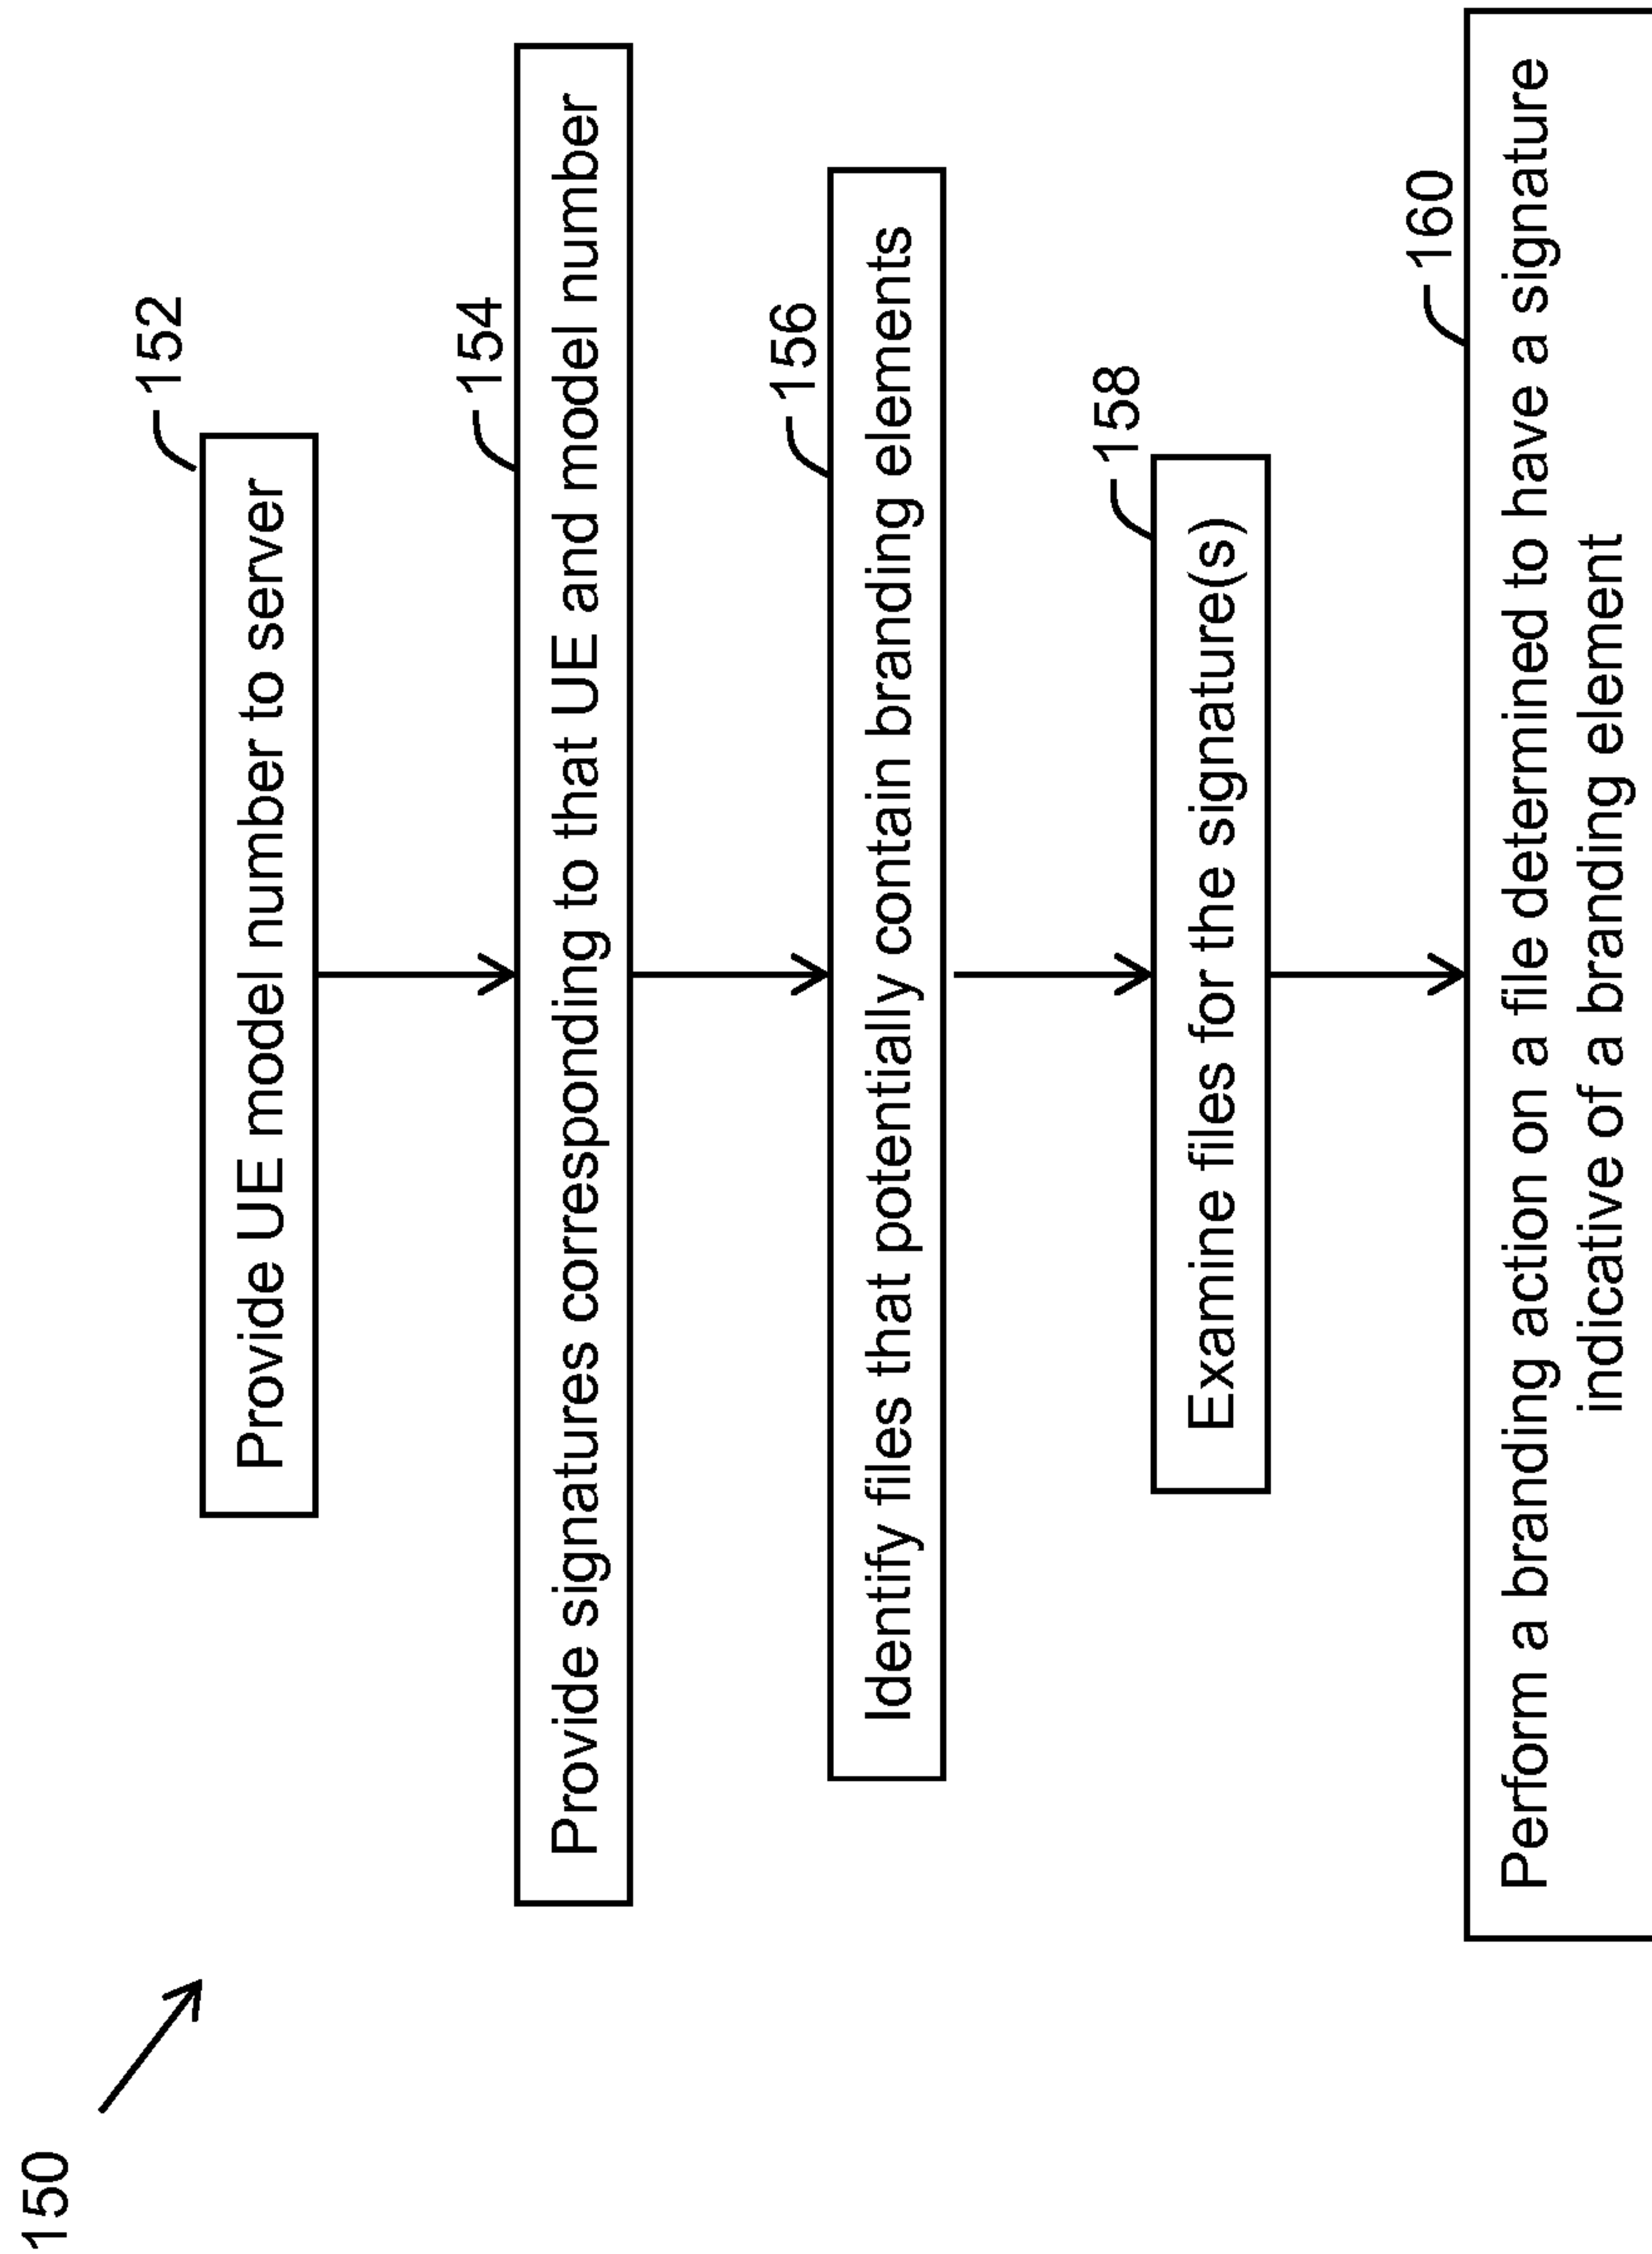 150
152
Provide UE model number to server
154
Provide signatures corresponding to that UE and model number
156
Identify files that potentially contain branding elements
158
Examine files for the signature(s)
160
Perform a branding action on a file determined to have a signature
indicative of a branding element